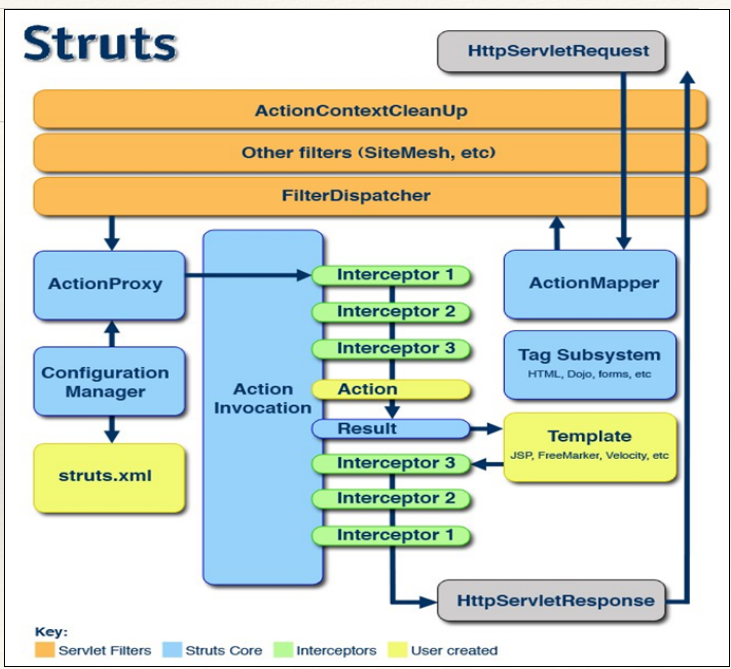 Struts
HttpServletRequest
ActionContextCleanUp
Other filters (SiteMesh, etc)
FilterDispatcher
ActionProxy
Interceptor 1
ActionMapper
Interceptor 2
Interceptor 3
Tag Subsystem
HTML, Dojo, forms, etc
Configuration
Manager
Action
Invocation
Action
Result
Template
JSP, FreeMarker, Velocity, etc
struts.xml
Interceptor 3
Interceptor 2
Interceptor 1
HttpServletResponse
Key:
Servlet Filters
Struts Core
Interceptors
User created